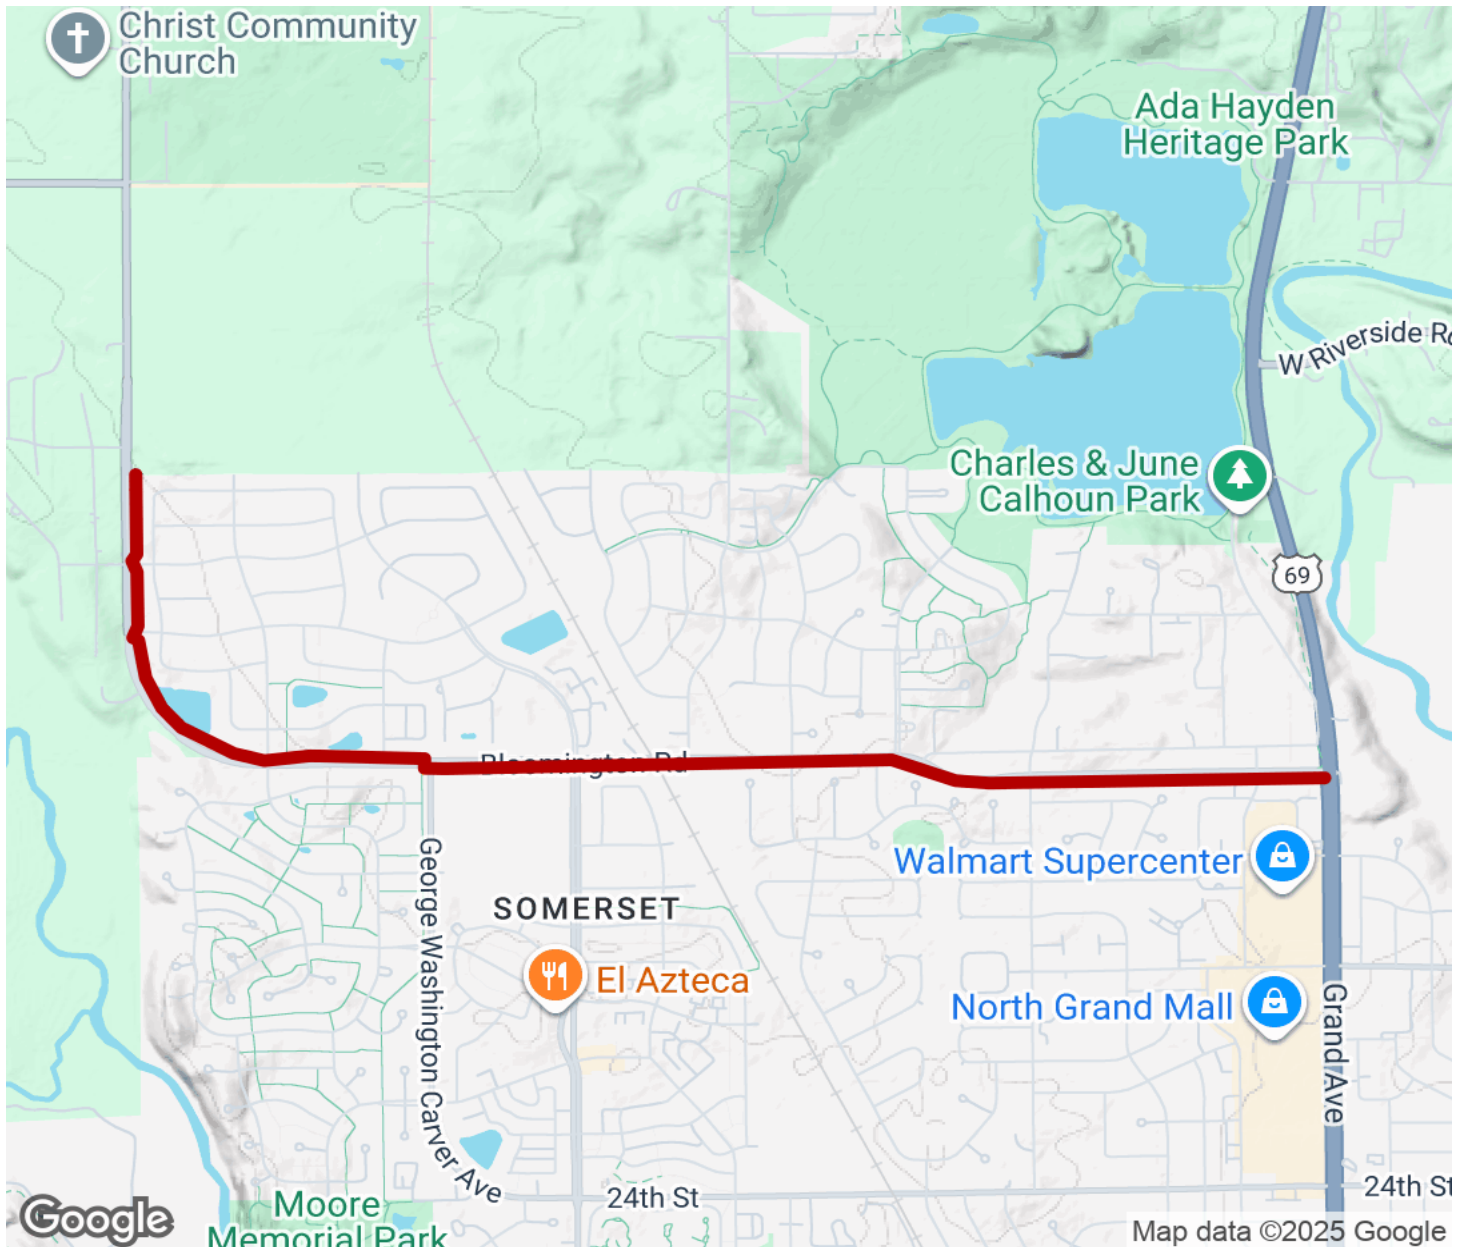 Christ Community
Church
Ada Hayden
Heritage Park
W Riverside
Charles & June
Calhoun Park
69
Bloomington Rd
Walmart Supercenter
George Washington Carver Ave
SOMERSET
El Azteca
North Grand Mall
Grand Ave
24th St
24th St
Moore
Memorial Park
Google
Map data ©2025 Google